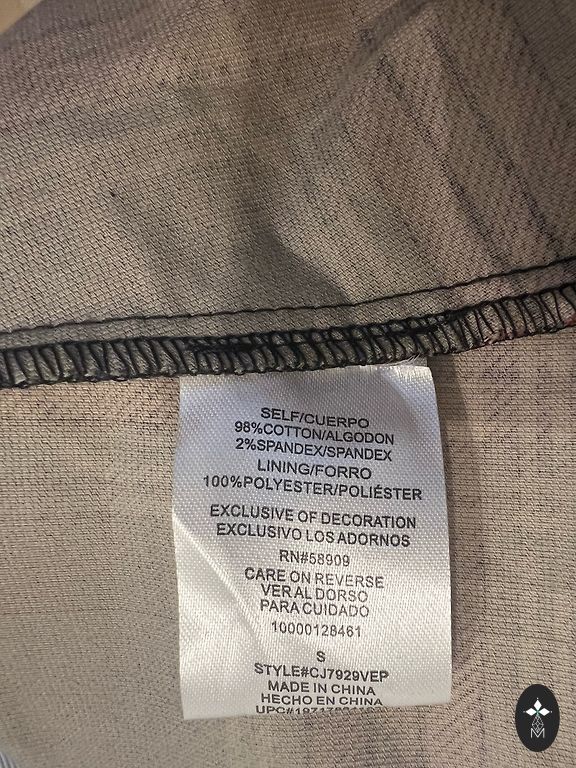 SELF/CUERPO
98%COTTON/ALGODON
2%SPANDEX/SPANDEX
LINING/FORRO
100%POLYESTER/POLIÉSTER
EXCLUSIVE OF DECORATION
EXCLUSIVO LOS ADORNOS
RN#58909
CARE ON REVERSE
VER AL DORSO
PARA CUIDADO
10000128461
S
STYLE#CJ7929VEP
MADE IN CHINA
HECHO EN CHINA
M